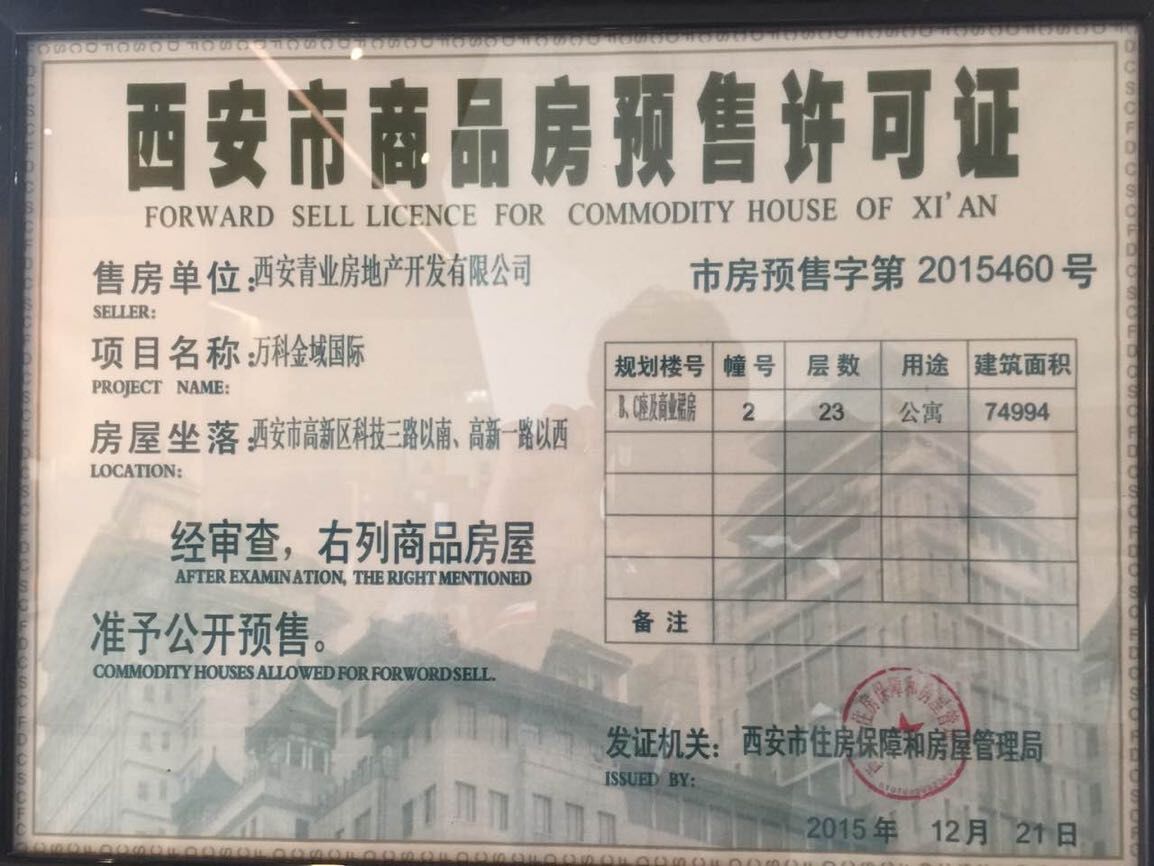 西安市商品房预售许可证
FORWARD SELL LICENCE FOR COMMODITY HOUSE OF XI'AN
售房单位:西安青业房地产开发有限公司
SELLER:
市房预售字第 2015460 号
项目名称:万科金域国际
PROJECT NAME:
房屋坐落:西安市高新区科技三路以南、高新一路以西
LOCATION:
规划楼号 幢号 层数 用途 建筑面积
B、C座及商业裙房 2 23 公寓 74994
备注
经审查，右列商品房屋
AFTER EXAMINATION, THE RIGHT MENTIONED
准予公开预售。
COMMODITY HOUSES ALLOWED FOR FORWORD SELL.
发证机关: 西安市住房保障和房屋管理局
ISSUED BY:
2015年 12月 21日